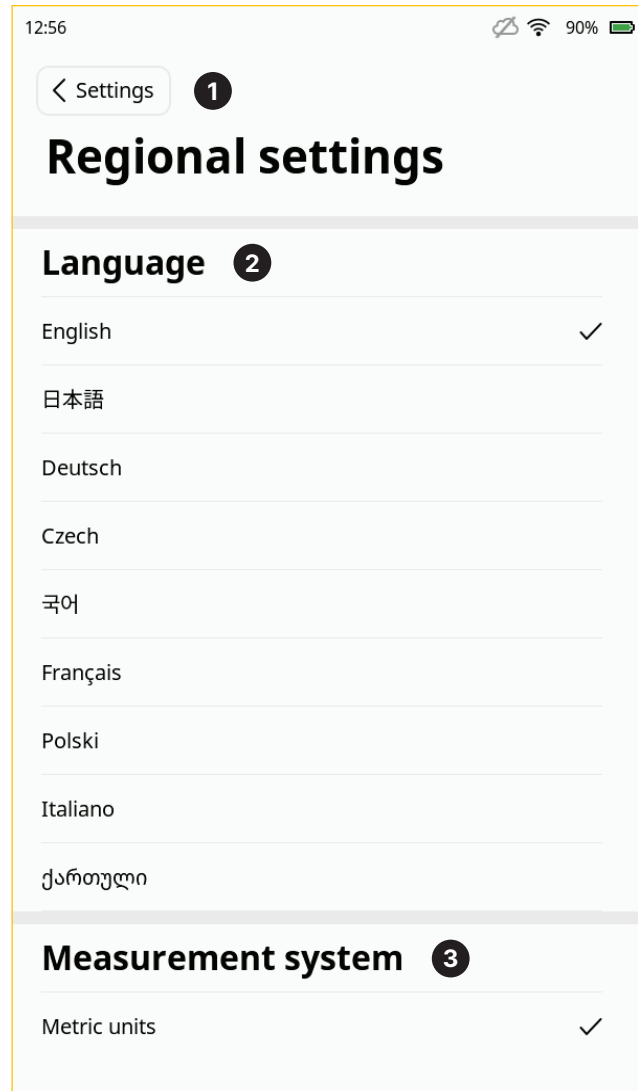 12:56 90%
Settings 1
Regional settings
Language 2
English
日本語
Deutsch
Czech
국어
Français
Polski
Italiano
ქართული
Measurement system 3
Metric units